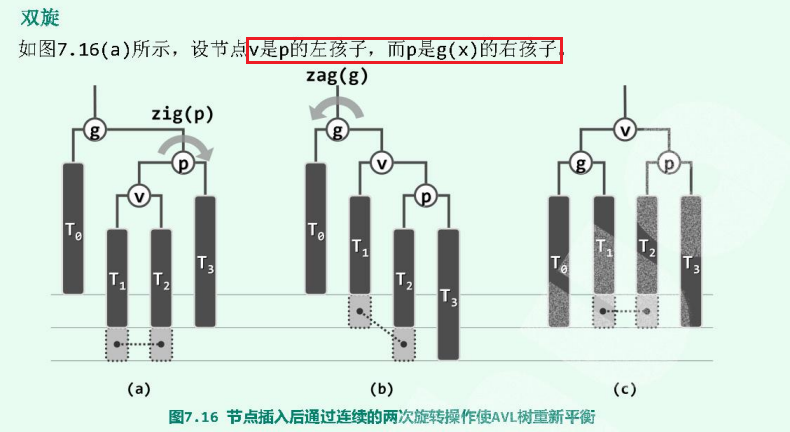 双旋
如图7.16(a)所示，设节点v是p的左孩子，而p是g(x)的右孩子。
zag(g)
zig(p)
g
p
v
T0
T1
T2
T3
g
v
p
T0
T1
T2
T3
v
g
p
T0
T1
T2
T3
(a)
(b)
(c)
图7.16 节点插入后通过连续的两次旋转操作使AVL树重新平衡